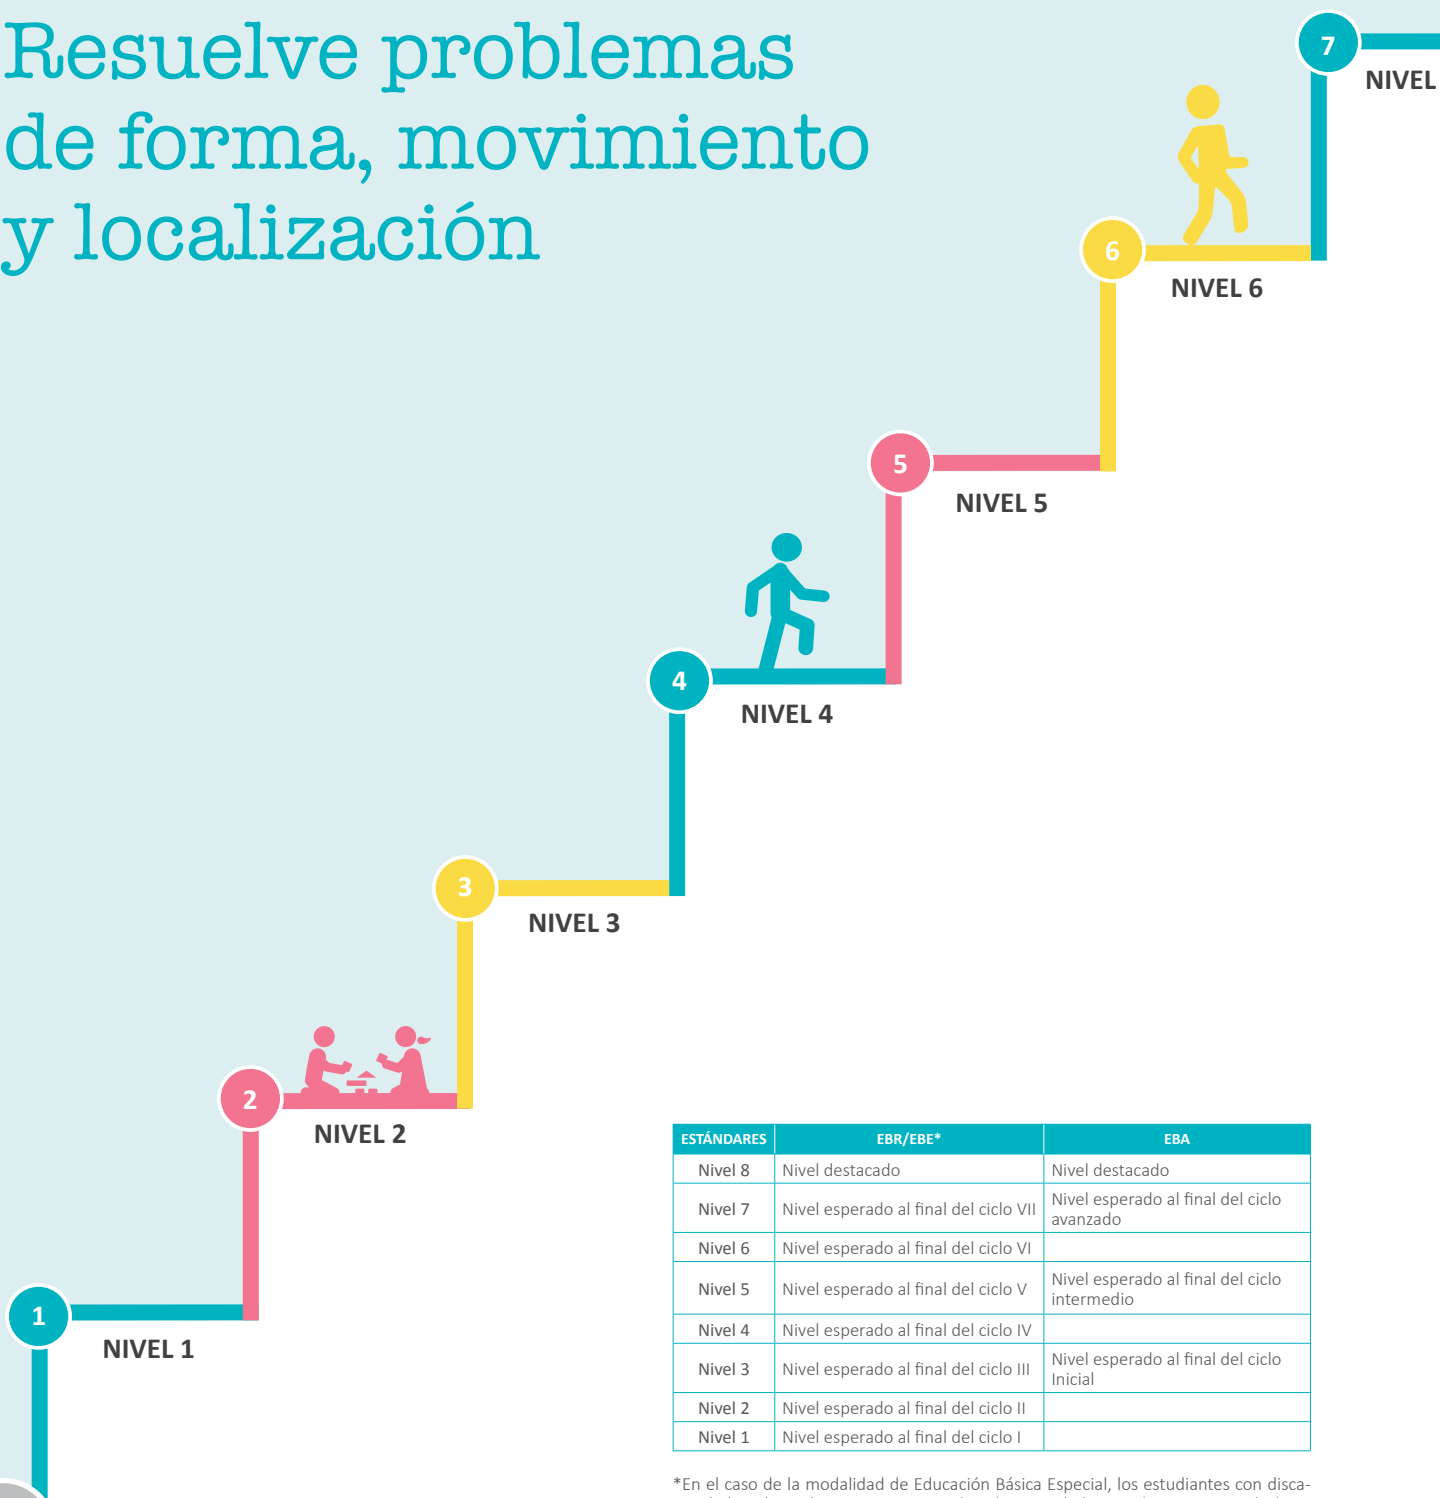 Resuelve problemas
de forma, movimiento
y localización
7
NIVEL
6
NIVEL 6
5
NIVEL 5
4
NIVEL 4
3
NIVEL 3
2
NIVEL 2
1
NIVEL 1
ESTÁNDARES EBR/EBE* EBA
Nivel 8 Nivel destacado Nivel destacado
Nivel 7 Nivel esperado al final del ciclo VII Nivel esperado al final del ciclo
avanzado
Nivel 6 Nivel esperado al final del ciclo VI
Nivel 5 Nivel esperado al final del ciclo V Nivel esperado al final del ciclo
intermedio
Nivel 4 Nivel esperado al final del ciclo IV
Nivel 3 Nivel esperado al final del ciclo III Nivel esperado al final del ciclo
Inicial
Nivel 2 Nivel esperado al final del ciclo II
Nivel 1 Nivel esperado al final del ciclo I
*En el caso de la modalidad de Educación Básica Especial, los estudiantes con disca-